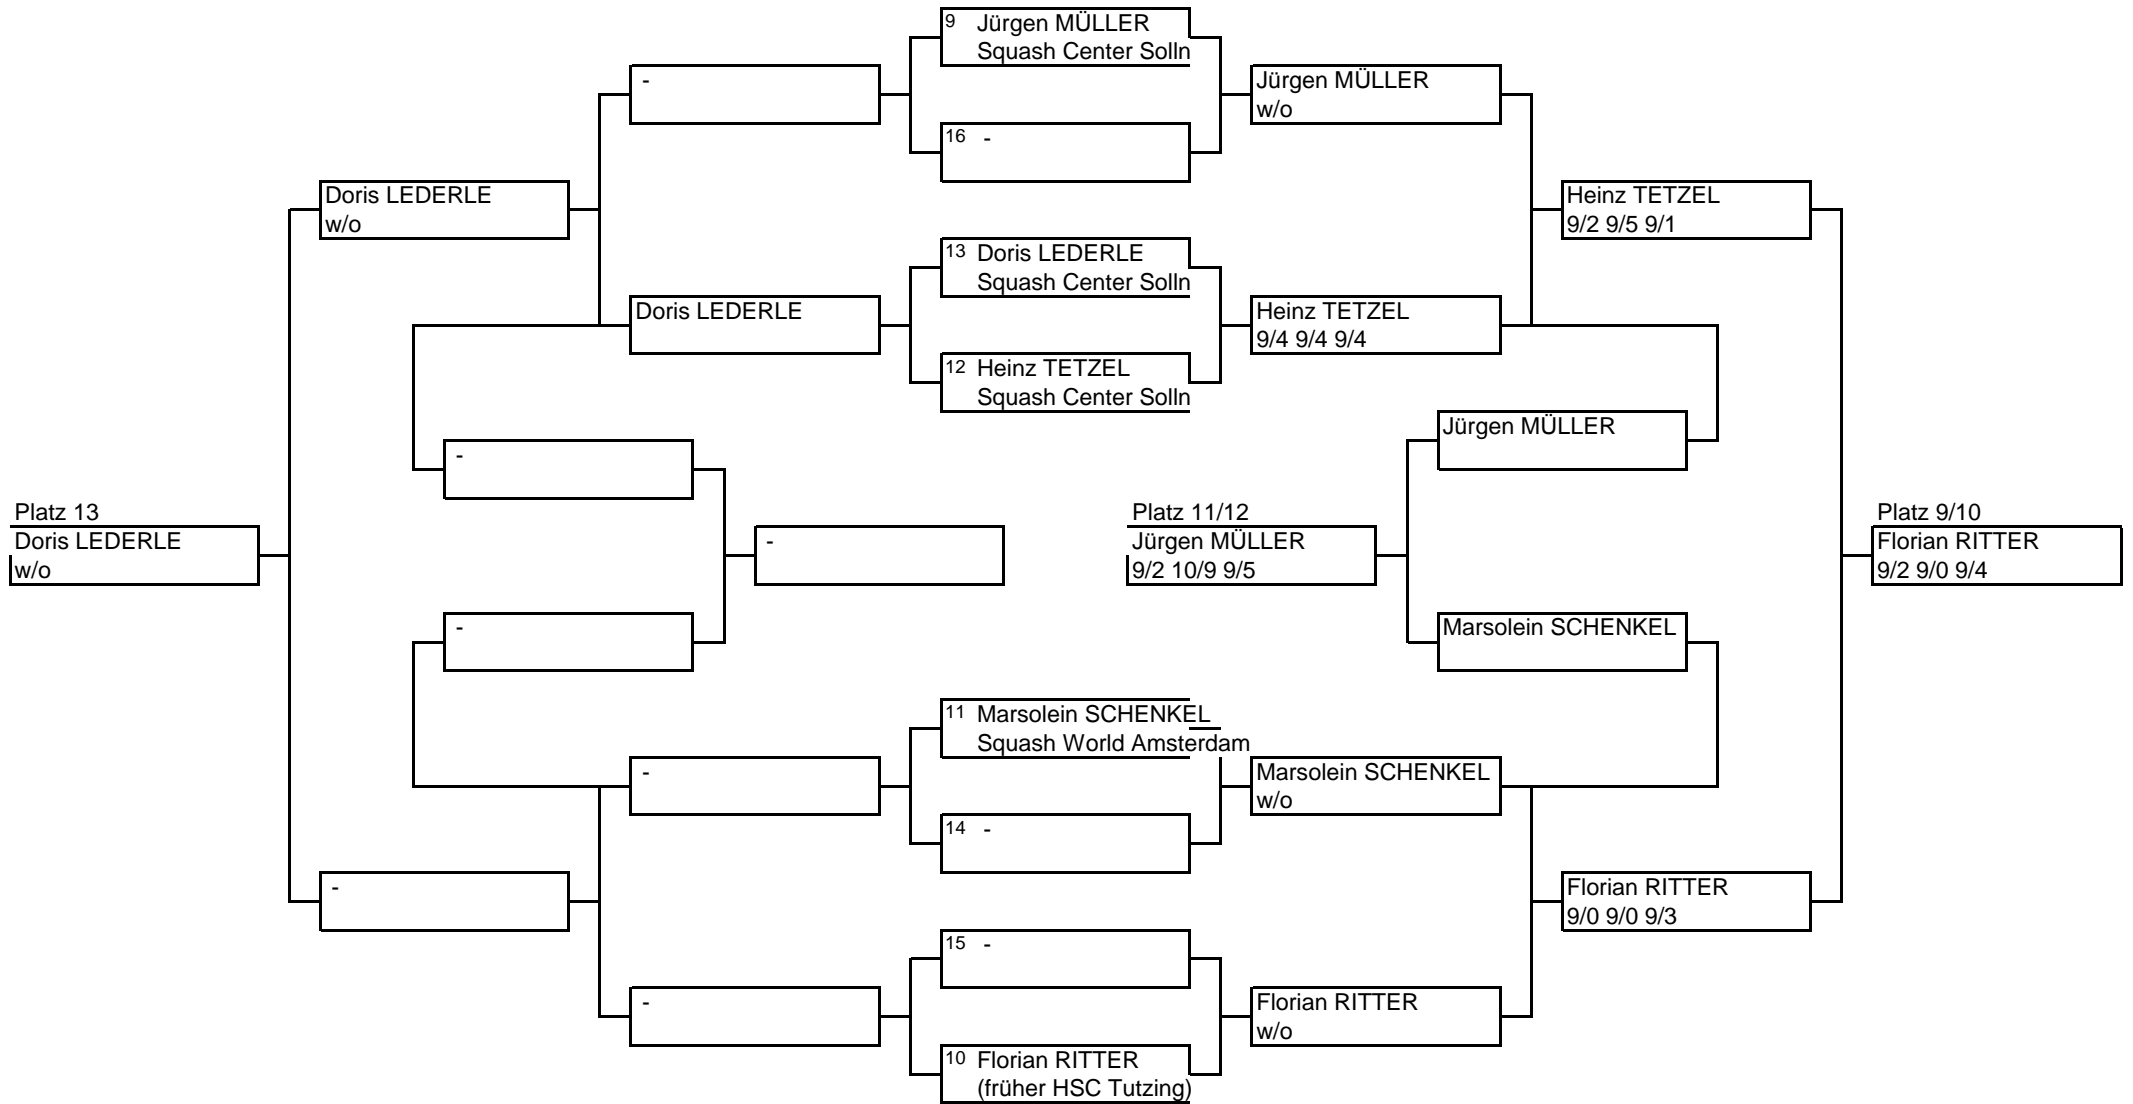 9 Jürgen MÜLLER
Squash Center Solln
-
Jürgen MÜLLER
w/o
16 -
Doris LEDERLE
w/o
Heinz TETZEL
9/2 9/5 9/1
13 Doris LEDERLE
Squash Center Solln
Doris LEDERLE
Heinz TETZEL
9/4 9/4 9/4
12 Heinz TETZEL
Squash Center Solln
Jürgen MÜLLER
-
Platz 13
Doris LEDERLE
w/o
-
Platz 11/12
Jürgen MÜLLER
9/2 10/9 9/5
Platz 9/10
Florian RITTER
9/2 9/0 9/4
-
Marsolein SCHENKEL
11 Marsolein SCHENKEL
Squash World Amsterdam
-
Marsolein SCHENKEL
w/o
14 -
-
Florian RITTER
9/0 9/0 9/3
15 -
-
Florian RITTER
w/o
10 Florian RITTER
(früher HSC Tutzing)